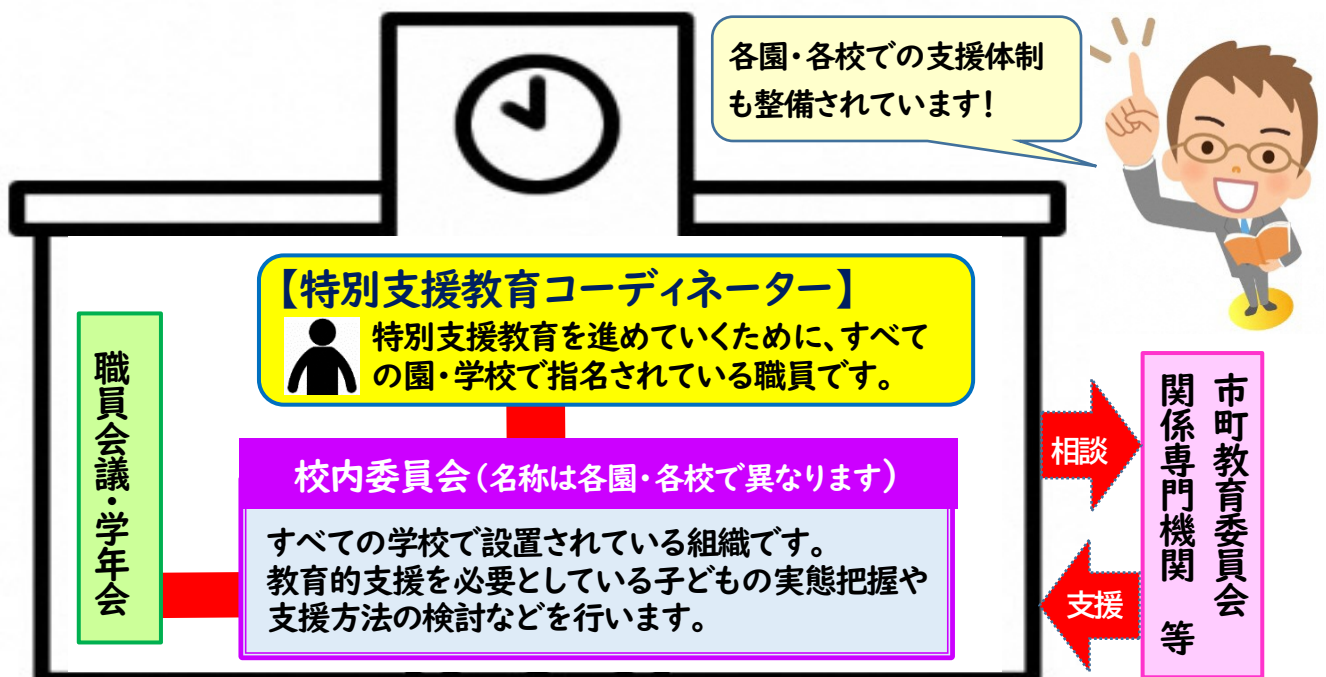 各園・各校での支援体制
も整備されています!
【特別支援教育コーディネーター】
特別支援教育を進めていくために、すべて
の園・学校で指名されている職員です。
職員会議・学年会
校内委員会(名称は各園・各校で異なります)
すべての学校で設置されている組織です。
教育的支援を必要としている子どもの実態把握や
支援方法の検討などを行います。
相談
支援
市町教育委員会
関係専門機関 等